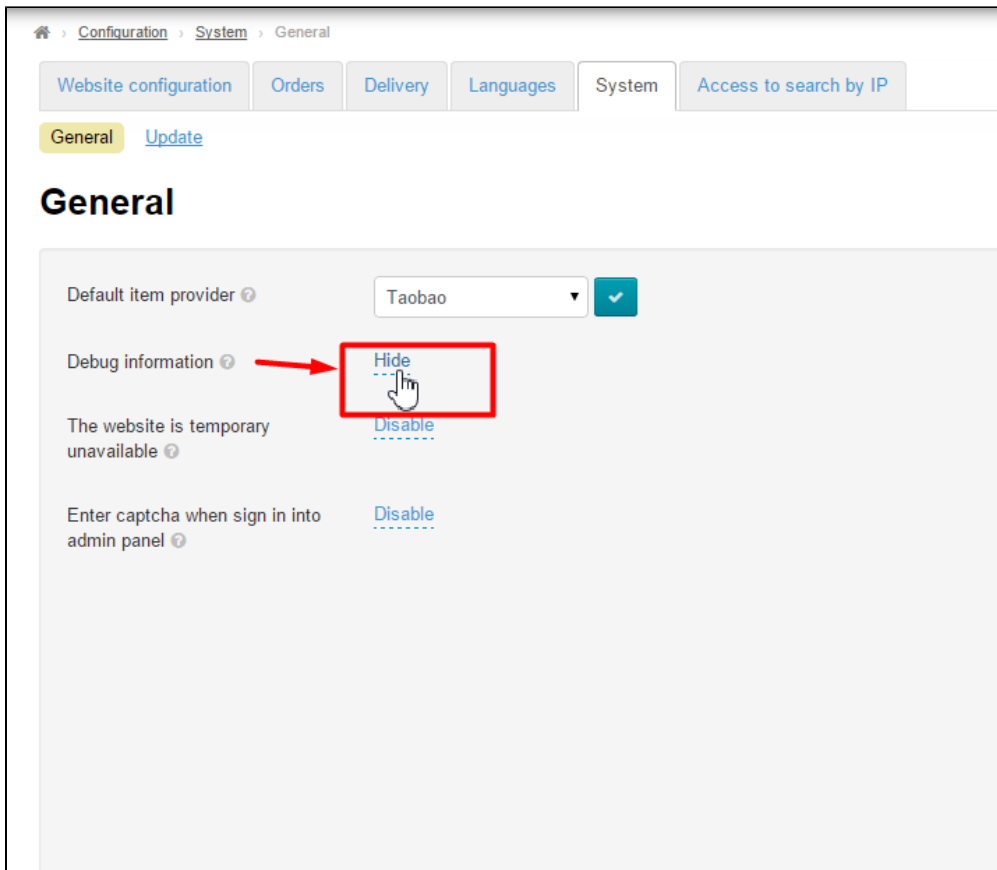 Configuration › System › General
Website configuration Orders Delivery Languages System Access to search by IP
General Update
General
Default item provider ?
Taobao
Debug information ?
Hide
The website is temporary
unavailable ?
Disable
Enter captcha when sign in into
admin panel ?
Disable